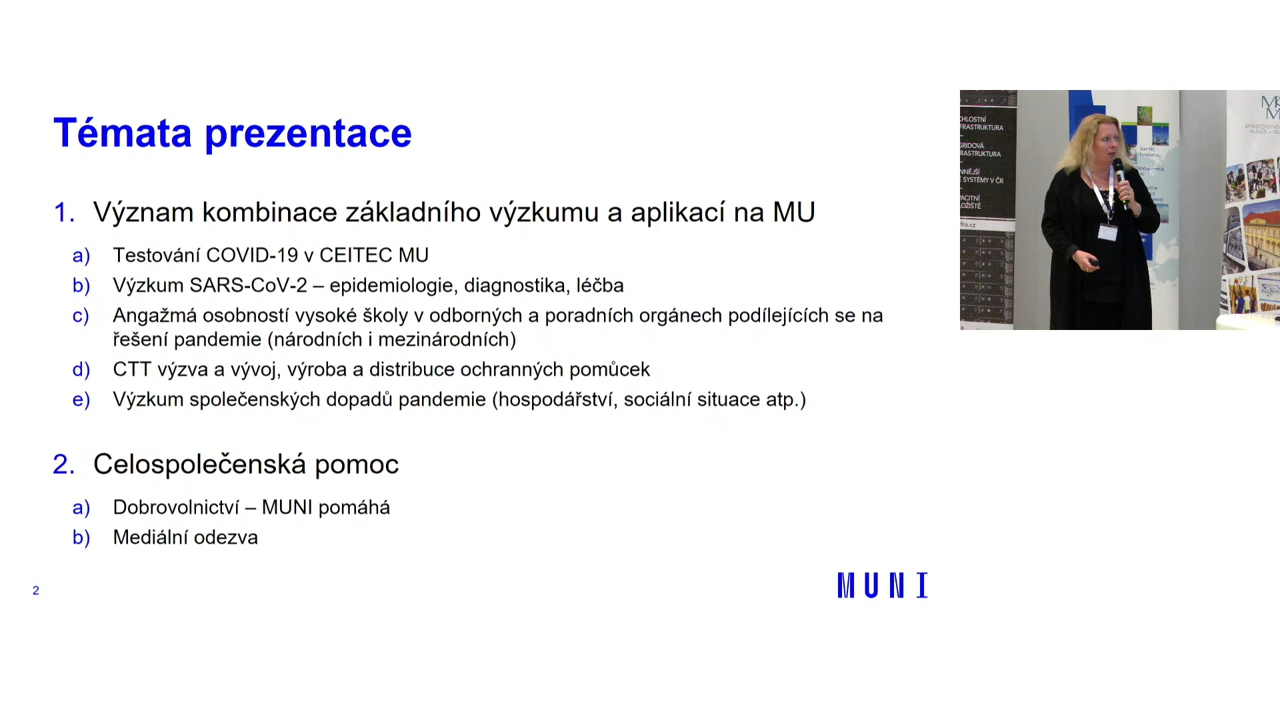 Témata prezentace
1. Význam kombinace základního výzkumu a aplikací na MU
a) Testování COVID-19 v CEITEC MU
b) Výzkum SARS-CoV-2 – epidemiologie, diagnostika, léčba
c) Angažmá osobností vysoké školy v odborných a poradních orgánech podílejících se na
řešení pandemie (národních i mezinárodních)
d) CTT výzva a vývoj, výroba a distribuce ochranných pomůcek
e) Výzkum společenských dopadů pandemie (hospodářství, sociální situace atp.)
2. Celospolečenská pomoc
a) Dobrovolnictví – MUNI pomáhá
b) Mediální odezva
2
MUNI
SYSTÉMY V ČR